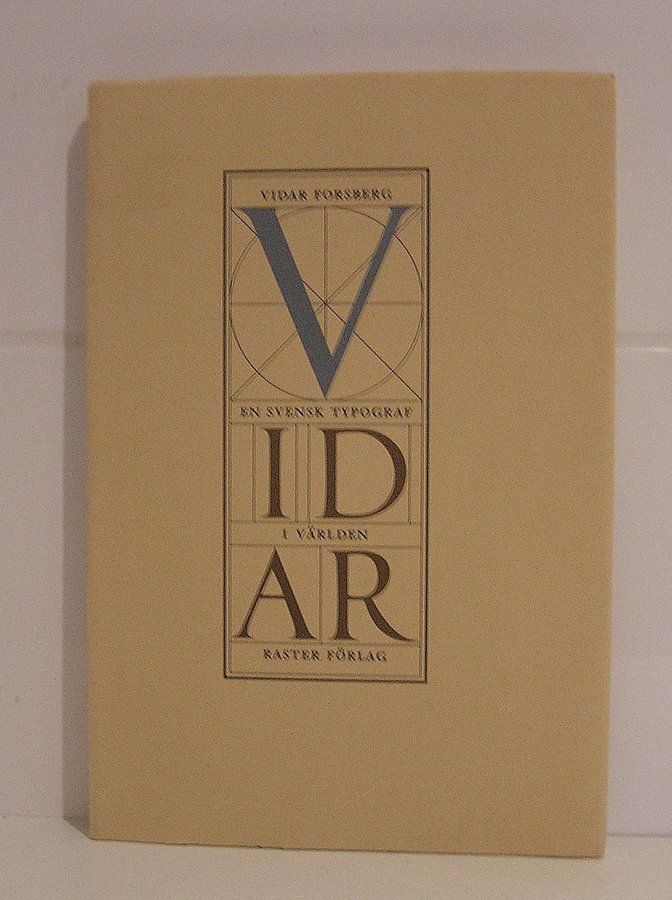 VIDAR FORSBERG
V
EN SVENSK TYPOGRAF
ID
I VÄRLDEN
AR
RASTER FÖRLAG